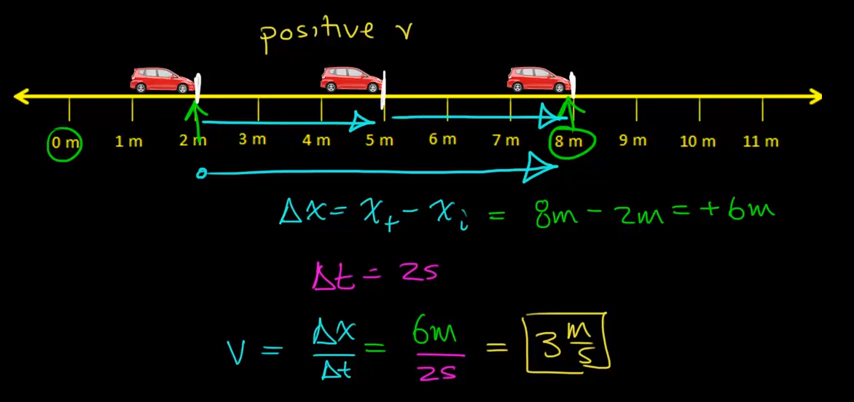 positive v
0 m 1 m 2 m 3 m 4 m 5 m 6 m 7 m 8 m 9 m 10 m 11 m
Δx = x_f - x_i = 8m - 2m = +6m
Δt = 2s
v = Δx/Δt = 6m/2s = 3 m/s